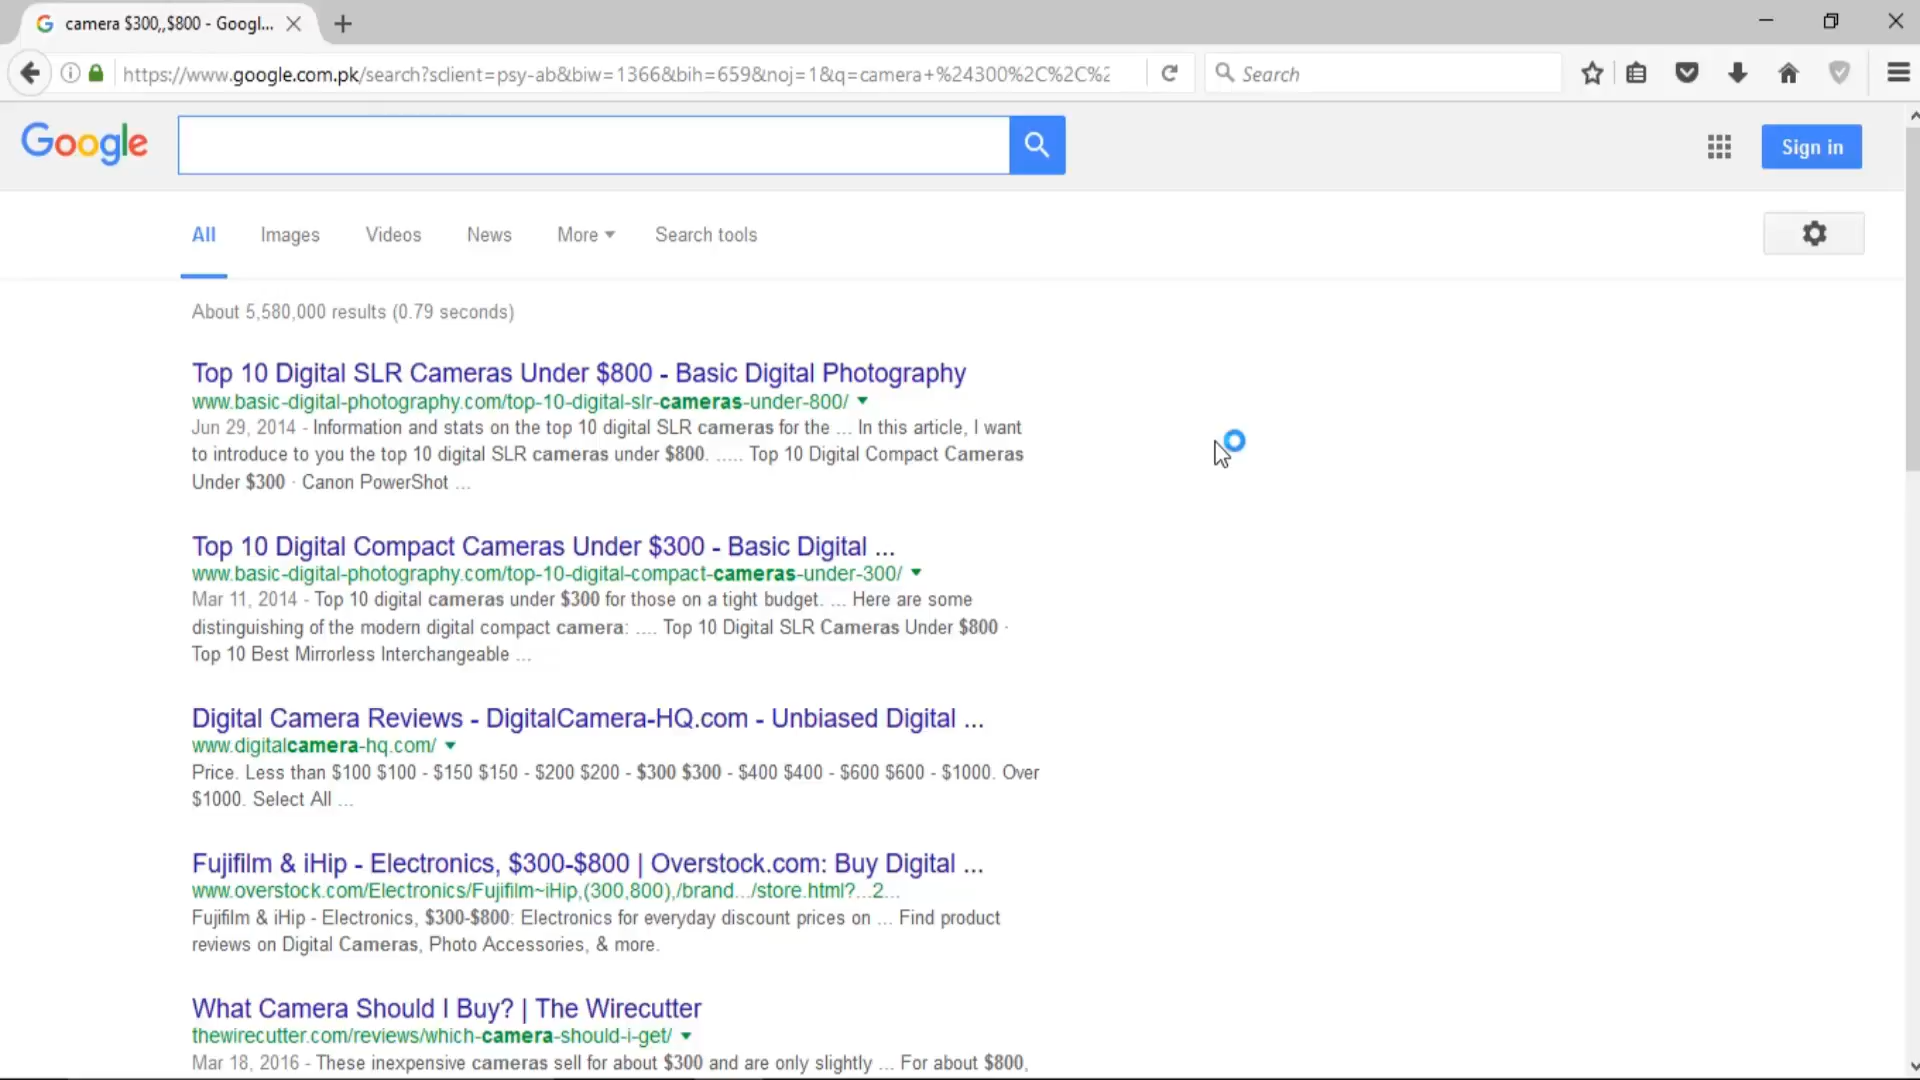 camera $300,,$800 - Googl...
https://www.google.com.pk/search?sclient=psy-ab&biw=1366&bih=659&noj=1&q=camera+%24300%2C%2C%2
Search
Google
Sign in
All Images Videos News More Search tools
About 5,580,000 results (0.79 seconds)
Top 10 Digital SLR Cameras Under $800 - Basic Digital Photography
www.basic-digital-photography.com/top-10-digital-slr-cameras-under-800/
Jun 29, 2014 - Information and stats on the top 10 digital SLR cameras for the ... In this article, I want
to introduce to you the top 10 digital SLR cameras under $800. ..... Top 10 Digital Compact Cameras
Under $300 · Canon PowerShot ...
Top 10 Digital Compact Cameras Under $300 - Basic Digital ...
www.basic-digital-photography.com/top-10-digital-compact-cameras-under-300/
Mar 11, 2014 - Top 10 digital cameras under $300 for those on a tight budget. ... Here are some
distinguishing of the modern digital compact camera: .... Top 10 Digital SLR Cameras Under $800 ·
Top 10 Best Mirrorless Interchangeable ...
Digital Camera Reviews - DigitalCamera-HQ.com - Unbiased Digital ...
www.digitalcamera-hq.com/
Price. Less than $100 $100 - $150 $150 - $200 $200 - $300 $300 - $400 $400 - $600 $600 - $1000. Over
$1000. Select All ...
Fujifilm & iHip - Electronics, $300-$800 | Overstock.com: Buy Digital ...
www.overstock.com/Electronics/Fujifilm~iHip,(300,800),/brand.../store.html?...2...
Fujifilm & iHip - Electronics, $300-$800: Electronics for everyday discount prices on ... Find product
reviews on Digital Cameras, Photo Accessories, & more.
What Camera Should I Buy? | The Wirecutter
thewirecutter.com/reviews/which-camera-should-i-get/
Mar 18, 2016 - These inexpensive cameras sell for about $300 and are only slightly ... For about $800,